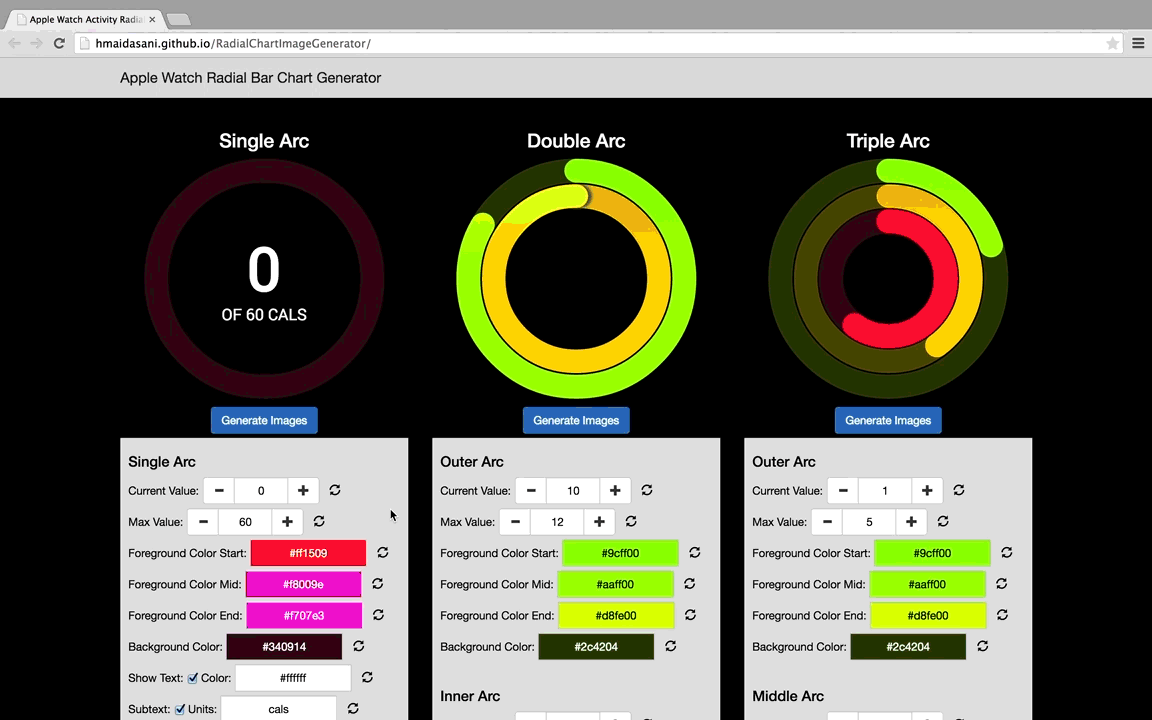 Apple Watch Activity Radia
hmaidasani.github.io/RadialChartImageGenerator/
Apple Watch Radial Bar Chart Generator
Single Arc
0
OF 60 CALS
Generate Images
Single Arc
Current Value: 0
Max Value: 60
Foreground Color Start: #ff1509
Foreground Color Mid: #f8009e
Foreground Color End: #f707e3
Background Color: #340914
Show Text: Color: #ffffff
Subtext: Units: cals
Double Arc
Generate Images
Outer Arc
Current Value: 10
Max Value: 12
Foreground Color Start: #9cff00
Foreground Color Mid: #aaff00
Foreground Color End: #d8fe00
Background Color: #2c4204
Inner Arc
Triple Arc
Generate Images
Outer Arc
Current Value: 1
Max Value: 5
Foreground Color Start: #9cff00
Foreground Color Mid: #aaff00
Foreground Color End: #d8fe00
Background Color: #2c4204
Middle Arc